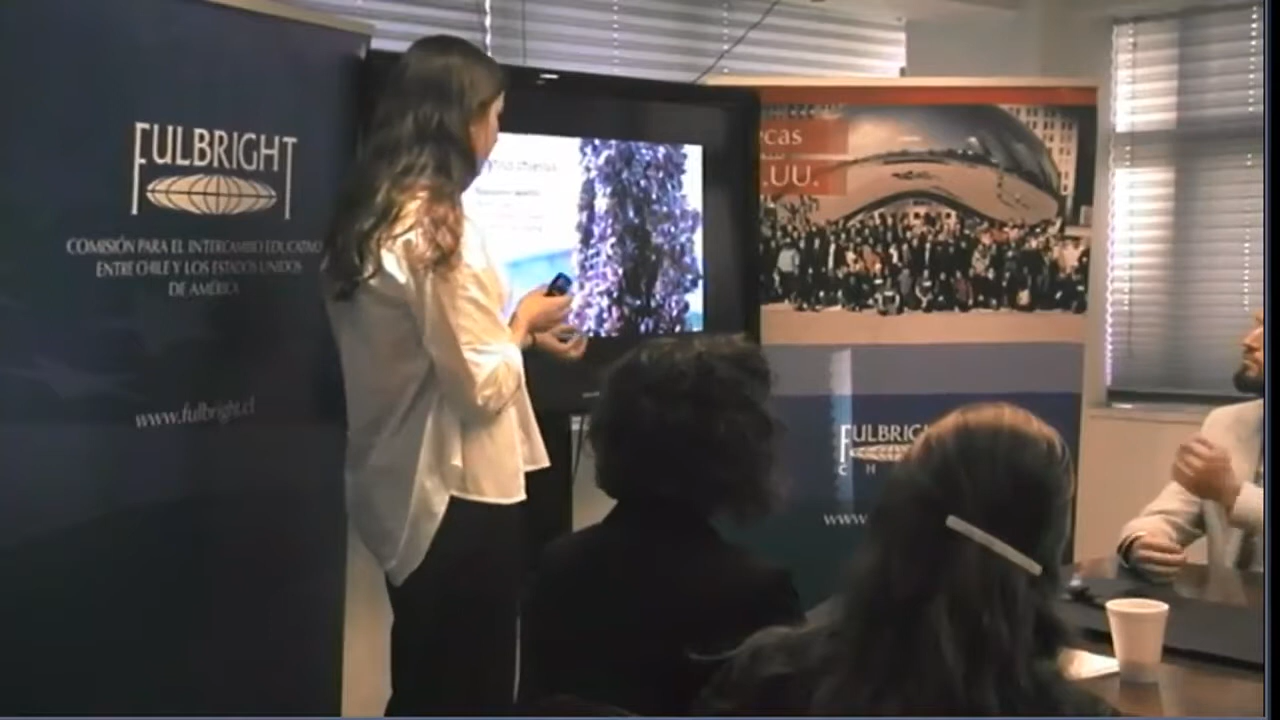 FULBRIGHT
COMISIÓN PARA EL INTERCAMBIO EDUCATIVO
ENTRE CHILE Y LOS ESTADOS UNIDOS
DE AMÉRICA
www.fulbright.cl
ecas
.UU.
FULBRIG
C H
www